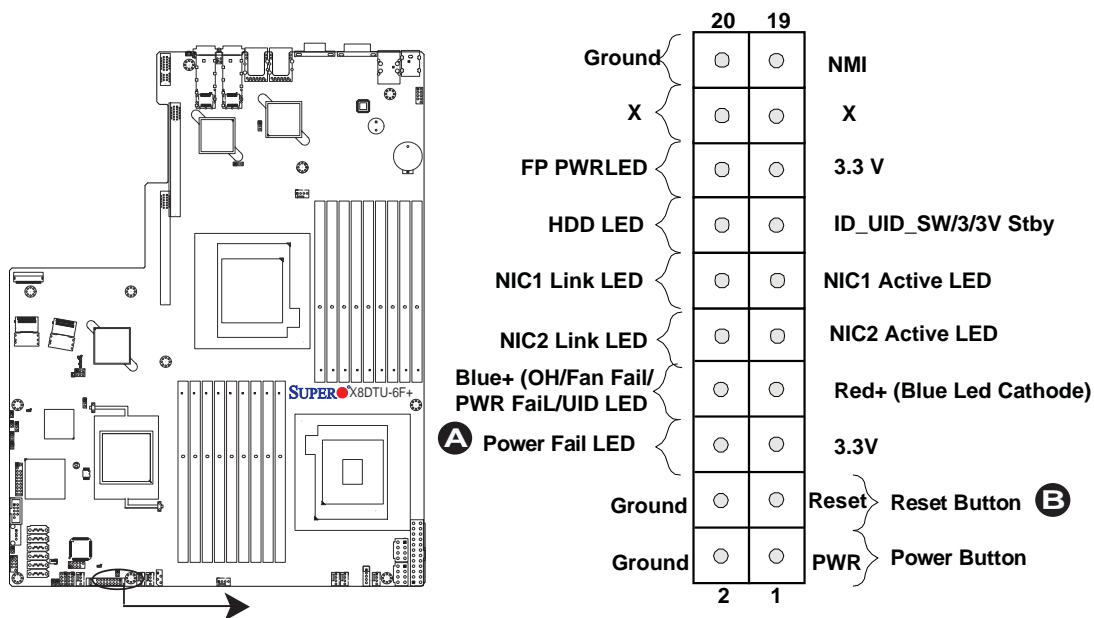 20 19
Ground NMI
X X
FP PWRLED 3.3 V
HDD LED ID_UID_SW/3/3V Stby
NIC1 Link LED NIC1 Active LED
NIC2 Link LED NIC2 Active LED
Blue+ (OH/Fan Fail/
PWR FaiL/UID LED Red+ (Blue Led Cathode)
A Power Fail LED 3.3V
Ground Reset Reset Button B
Ground PWR Power Button
2 1
SUPER X8DTU-6F+